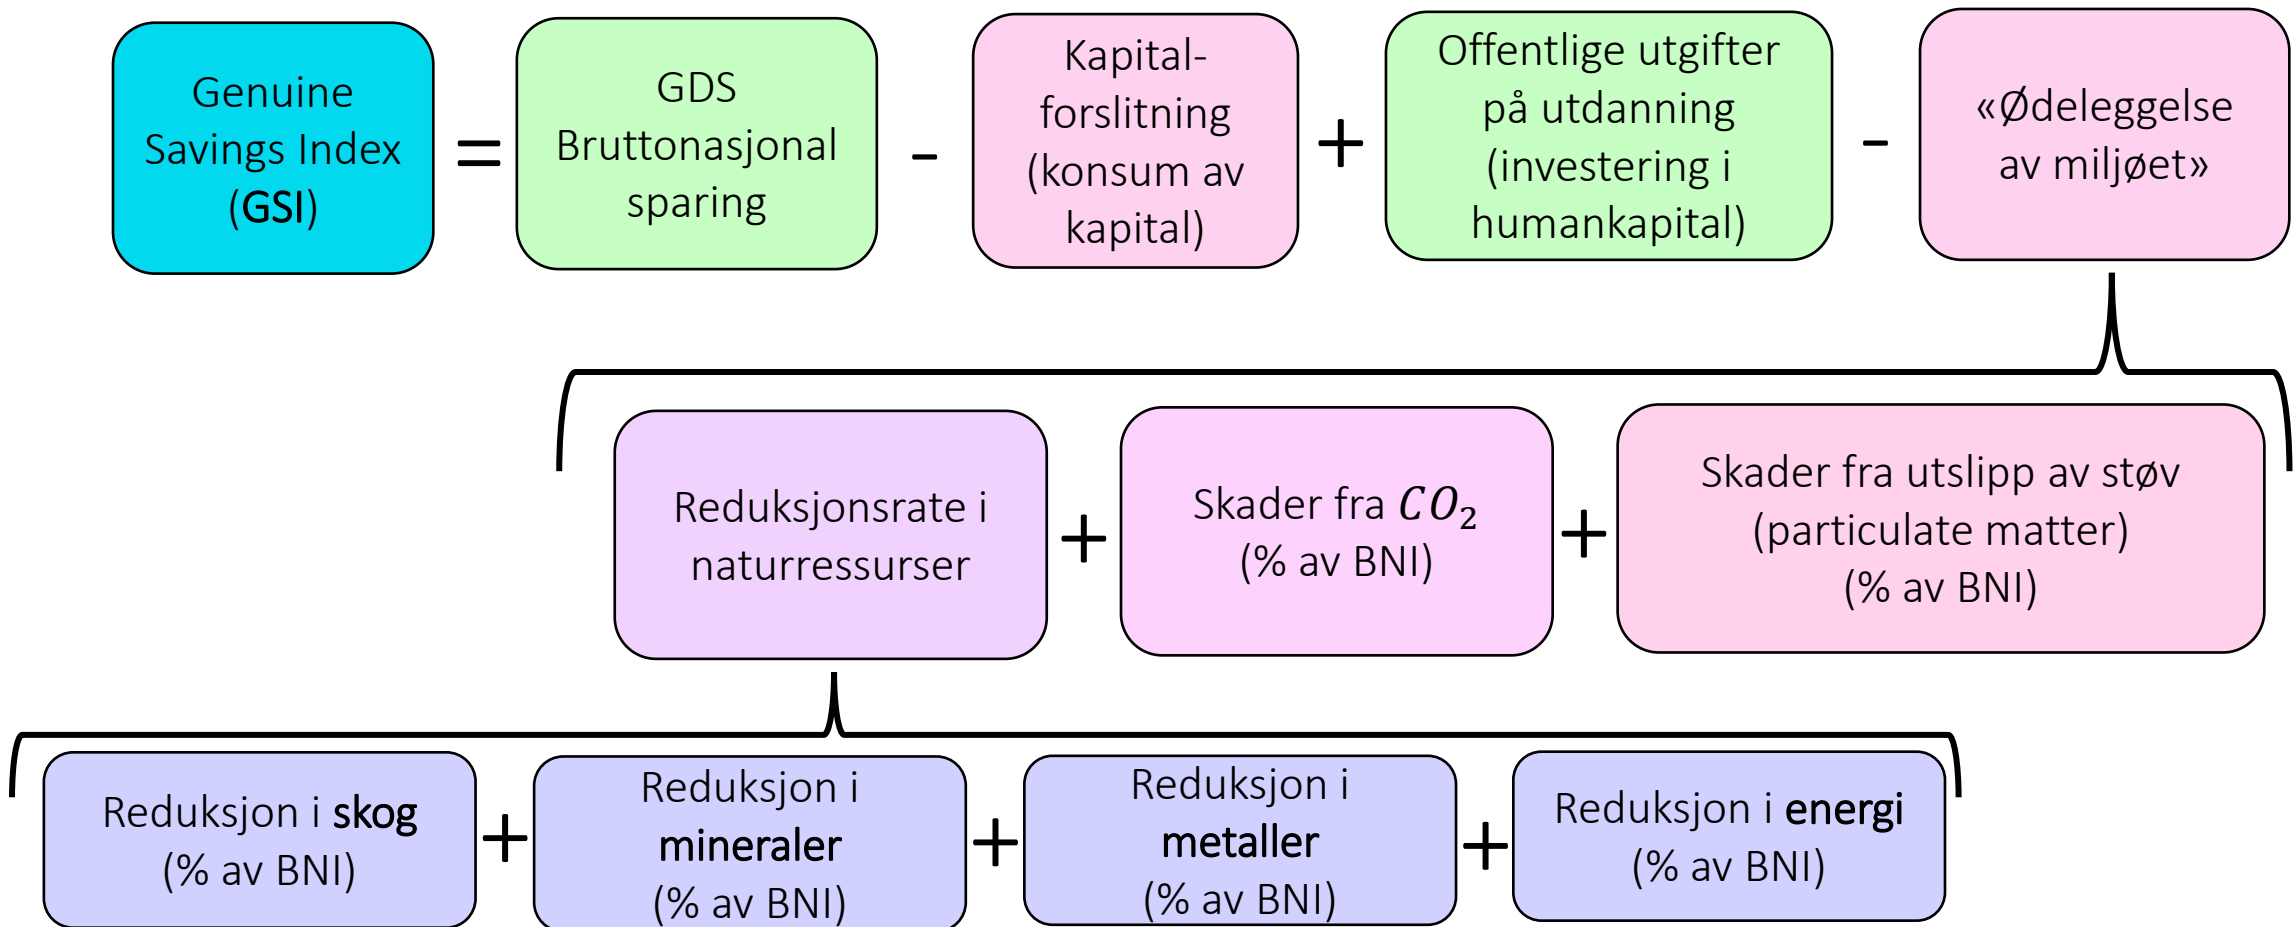 Genuine
Savings Index
(GSI)
=
GDS
Bruttonasjonal
sparing
-
Kapital-
forslitning
(konsum av
kapital)
+
Offentlige utgifter
på utdanning
(investering i
humankapital)
-
«Ødeleggelse
av miljøet»
Reduksjonsrate i
naturressurser
+
Skader fra CO₂
(% av BNI)
+
Skader fra utslipp av støv
(particulate matter)
(% av BNI)
Reduksjon i skog
(% av BNI)
+
Reduksjon i
mineraler
(% av BNI)
+
Reduksjon i
metaller
(% av BNI)
+
Reduksjon i energi
(% av BNI)